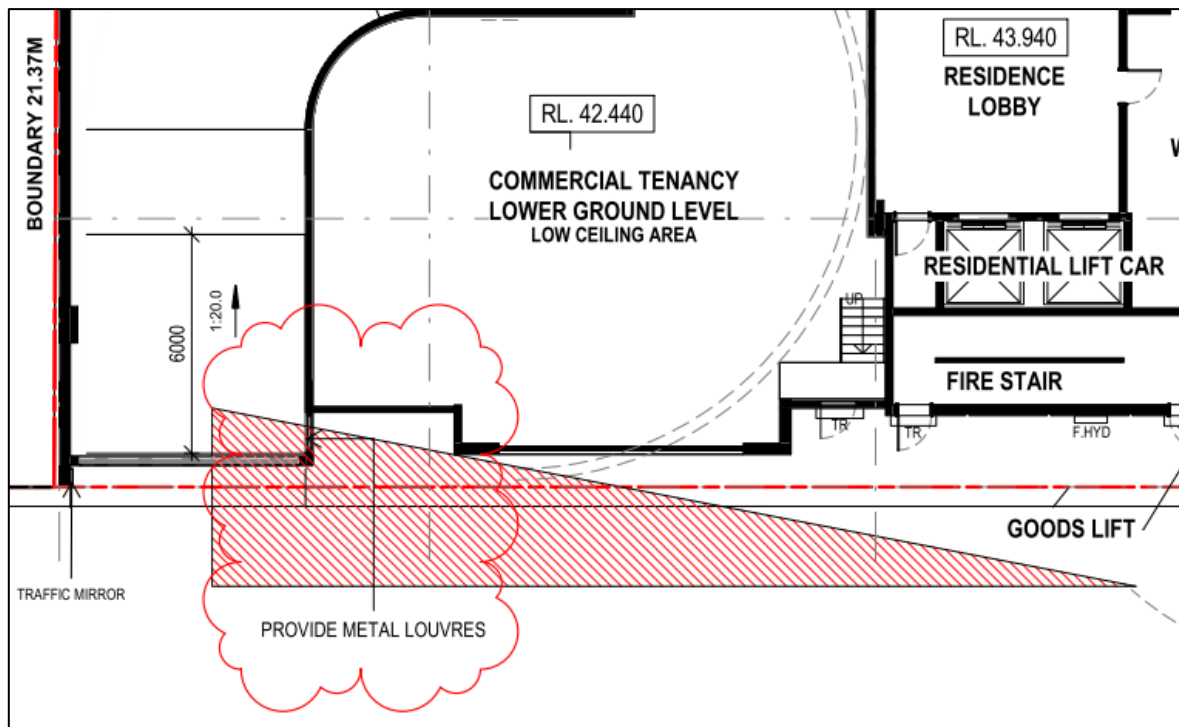 BOUNDARY 21.37M
RL. 43.940
RESIDENCE
LOBBY
RL. 42.440
W
COMMERCIAL TENANCY
LOWER GROUND LEVEL
LOW CEILING AREA
RESIDENTIAL LIFT CAR
UP
1:20.0
6000
FIRE STAIR
TR
TR
F.HYD
GOODS LIFT
TRAFFIC MIRROR
PROVIDE METAL LOUVRES